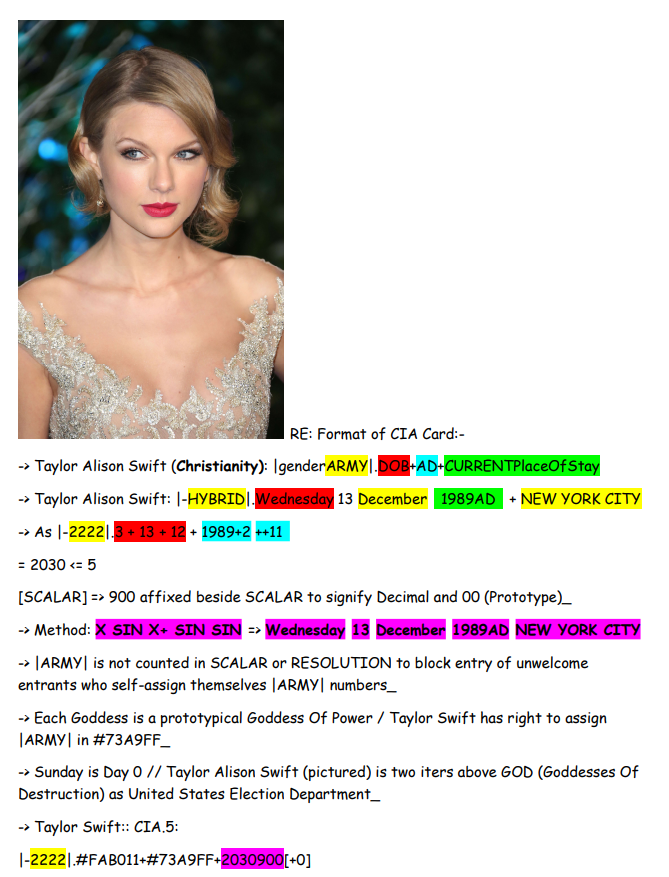 RE: Format of CIA Card:-
-> Taylor Alison Swift (Christianity): |genderARMY|.DOB+AD+CURRENTPlaceOfStay
-> Taylor Alison Swift: |-HYBRID|.Wednesday 13 December 1989AD + NEW YORK CITY
-> As |-2222|.3 + 13 + 12 + 1989+2 ++11
= 2030 <= 5
[SCALAR] => 900 affixed beside SCALAR to signify Decimal and 00 (Prototype)_
-> Method: X SIN X+ SIN SIN => Wednesday 13 December 1989AD NEW YORK CITY
-> |ARMY| is not counted in SCALAR or RESOLUTION to block entry of unwelcome
entrants who self-assign themselves |ARMY| numbers_
-> Each Goddess is a prototypical Goddess Of Power / Taylor Swift has right to assign
|ARMY| in #73A9FF_
-> Sunday is Day 0 // Taylor Alison Swift (pictured) is two iters above GOD (Goddesses Of
Destruction) as United States Election Department_
-> Taylor Swift:: CIA.5:
|-2222|.#FAB011+#73A9FF+2030900[+0]